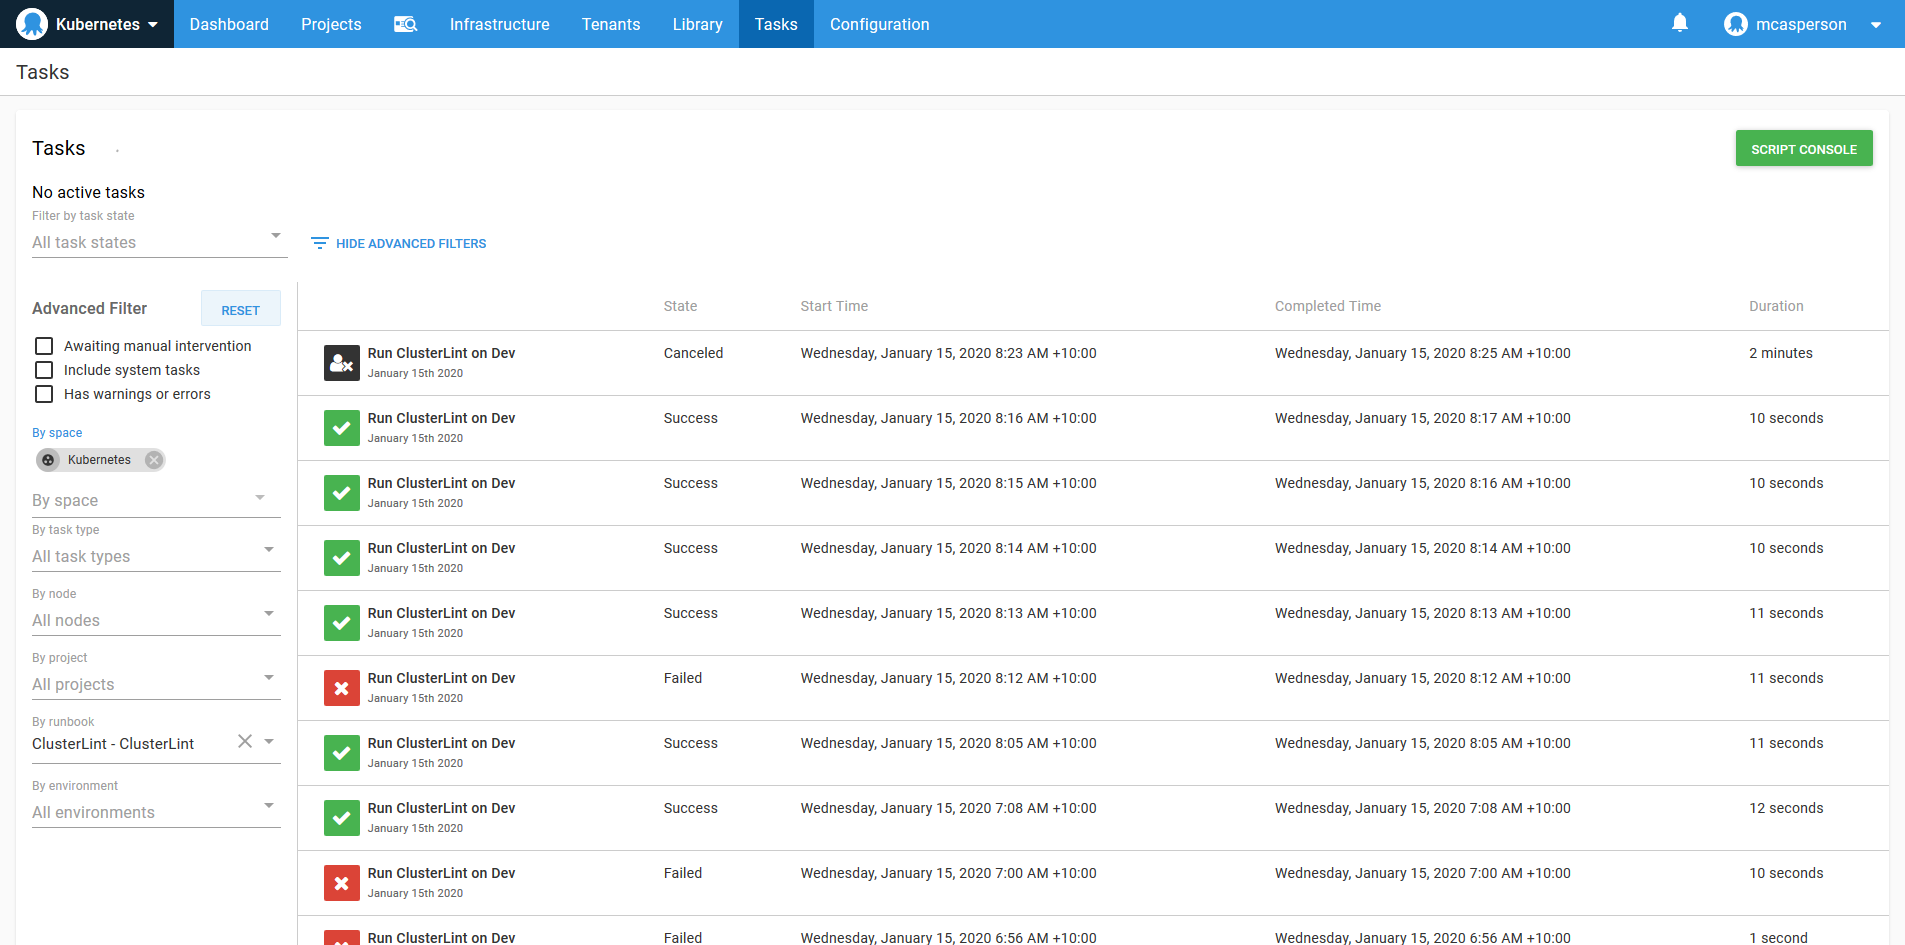 Kubernetes Dashboard Projects Infrastructure Tenants Library Tasks Configuration mcasperson
Tasks
Tasks
SCRIPT CONSOLE
No active tasks
Filter by task state
All task states
HIDE ADVANCED FILTERS
Advanced Filter
RESET
Awaiting manual intervention
Include system tasks
Has warnings or errors
By space
Kubernetes
By space
By task type
All task types
By node
All nodes
By project
All projects
By runbook
ClusterLint - ClusterLint
By environment
All environments
State Start Time Completed Time Duration
Run ClusterLint on Dev Canceled Wednesday, January 15, 2020 8:23 AM +10:00 Wednesday, January 15, 2020 8:25 AM +10:00 2 minutes
January 15th 2020
Run ClusterLint on Dev Success Wednesday, January 15, 2020 8:16 AM +10:00 Wednesday, January 15, 2020 8:17 AM +10:00 10 seconds
January 15th 2020
Run ClusterLint on Dev Success Wednesday, January 15, 2020 8:15 AM +10:00 Wednesday, January 15, 2020 8:16 AM +10:00 10 seconds
January 15th 2020
Run ClusterLint on Dev Success Wednesday, January 15, 2020 8:14 AM +10:00 Wednesday, January 15, 2020 8:14 AM +10:00 10 seconds
January 15th 2020
Run ClusterLint on Dev Success Wednesday, January 15, 2020 8:13 AM +10:00 Wednesday, January 15, 2020 8:13 AM +10:00 11 seconds
January 15th 2020
Run ClusterLint on Dev Failed Wednesday, January 15, 2020 8:12 AM +10:00 Wednesday, January 15, 2020 8:12 AM +10:00 11 seconds
January 15th 2020
Run ClusterLint on Dev Success Wednesday, January 15, 2020 8:05 AM +10:00 Wednesday, January 15, 2020 8:05 AM +10:00 11 seconds
January 15th 2020
Run ClusterLint on Dev Success Wednesday, January 15, 2020 7:08 AM +10:00 Wednesday, January 15, 2020 7:08 AM +10:00 12 seconds
January 15th 2020
Run ClusterLint on Dev Failed Wednesday, January 15, 2020 7:00 AM +10:00 Wednesday, January 15, 2020 7:00 AM +10:00 10 seconds
January 15th 2020
Run ClusterLint on Dev Failed Wednesday, January 15, 2020 6:56 AM +10:00 Wednesday, January 15, 2020 6:56 AM +10:00 1 second